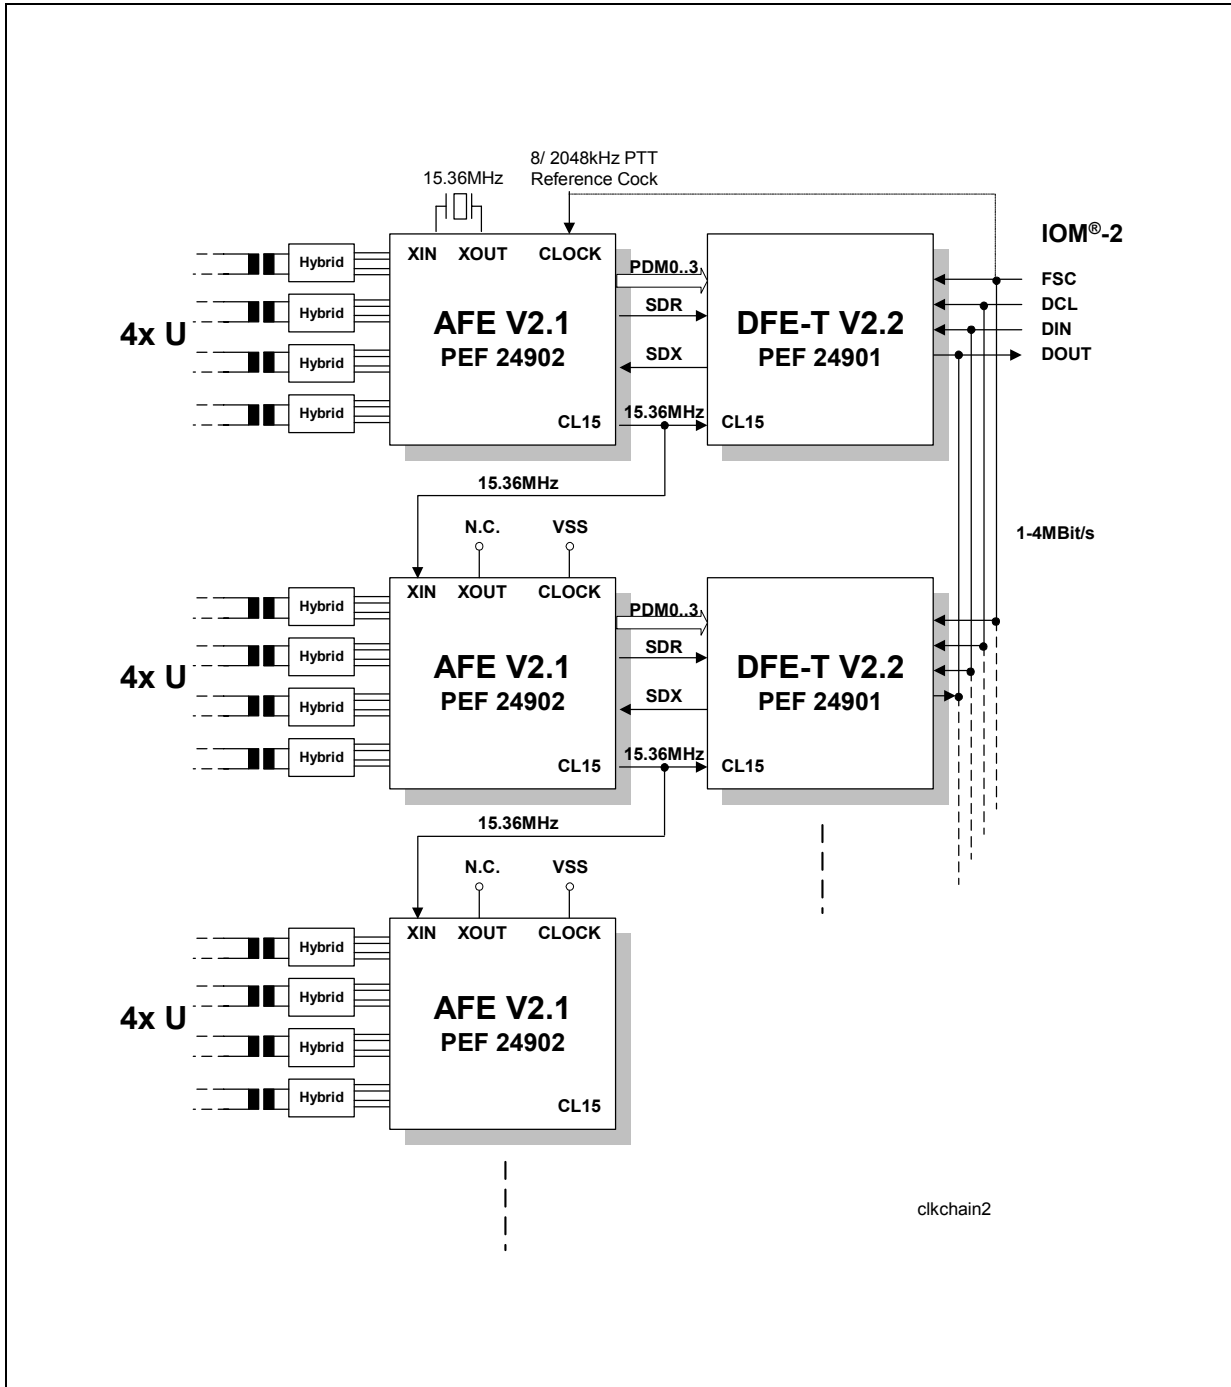 8/ 2048kHz PTT
Reference Cock
15.36MHz
IOM®-2
XIN XOUT CLOCK
PDM0..3
FSC
Hybrid
SDR
DCL
Hybrid
4x U
AFE V2.1
PEF 24902
DFE-T V2.2
PEF 24901
DIN
SDX
DOUT
Hybrid
Hybrid
CL15
15.36MHz
CL15
15.36MHz
N.C. VSS
1-4MBit/s
XIN XOUT CLOCK
PDM0..3
Hybrid
SDR
Hybrid
4x U
AFE V2.1
PEF 24902
DFE-T V2.2
PEF 24901
SDX
Hybrid
Hybrid
CL15
15.36MHz
CL15
15.36MHz
N.C. VSS
XIN XOUT CLOCK
Hybrid
Hybrid
4x U
AFE V2.1
PEF 24902
Hybrid
Hybrid
CL15
clkchain2